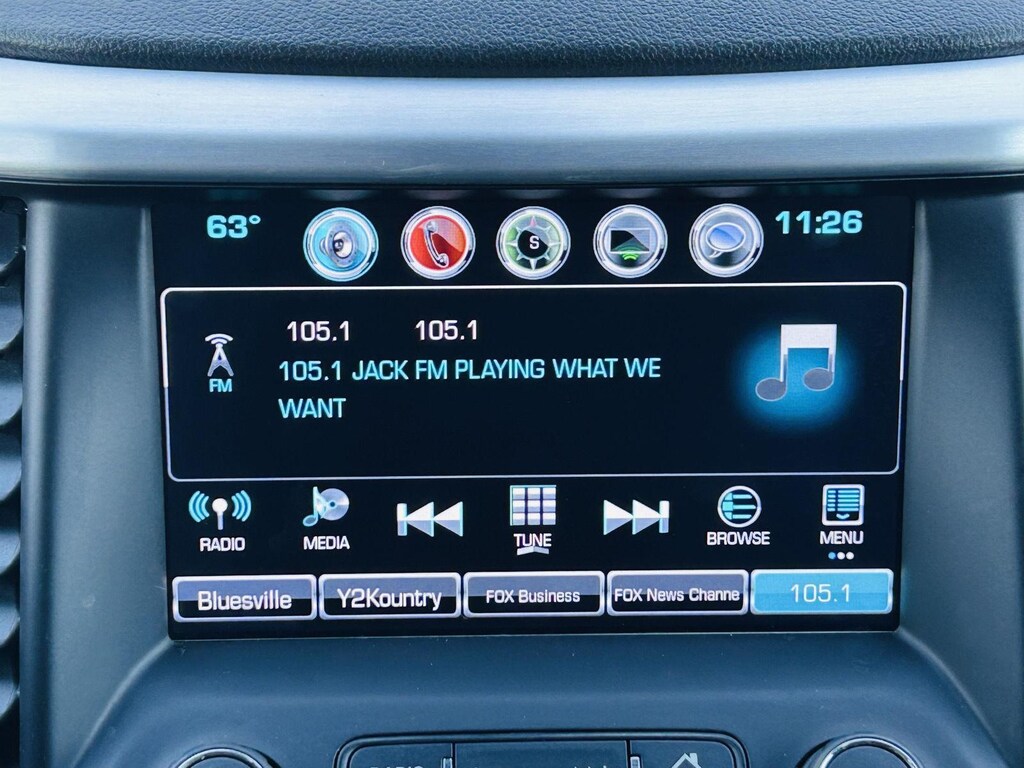 63° S 11:26
105.1 105.1
FM
105.1 JACK FM PLAYING WHAT WE
WANT
RADIO MEDIA TUNE BROWSE MENU
Bluesville Y2Kountry FOX Business FOX News Channe 105.1